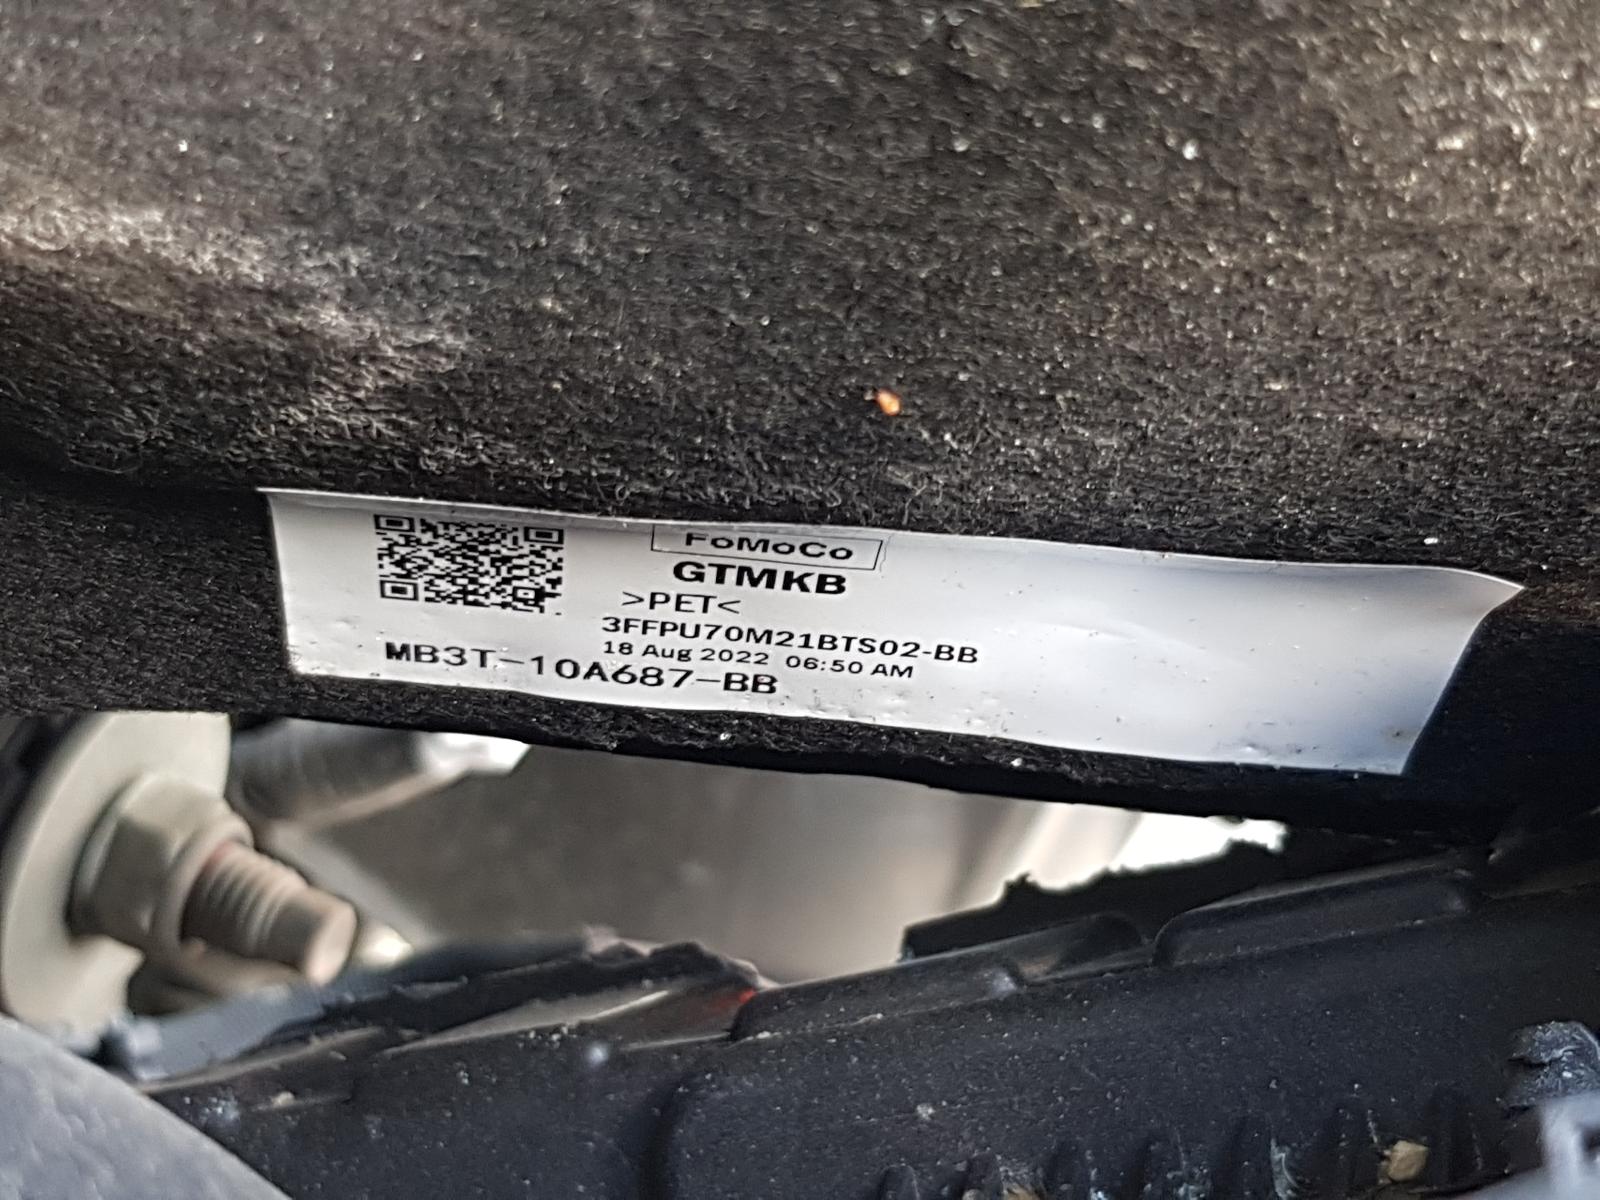 FoMoCo
GTMKB
>PET<
3FFPU70M21BTS02-BB
18 Aug 2022 06:50 AM
MB3T-10A687-BB